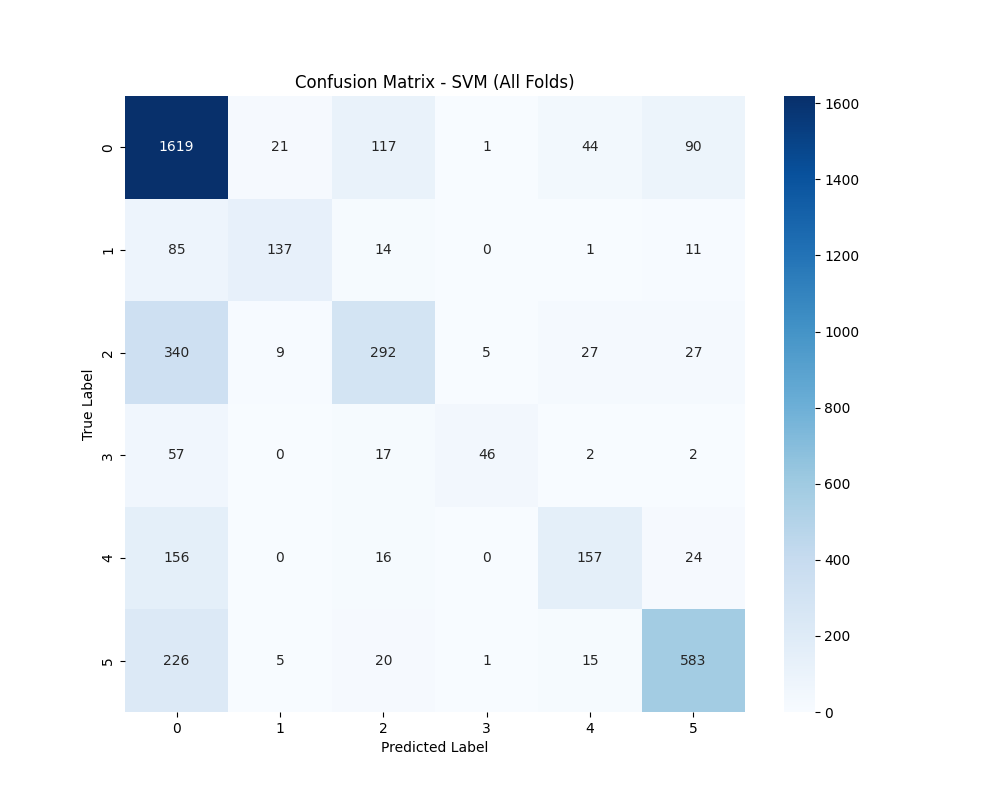 Confusion Matrix - SVM (All Folds)
0 1619 21 117 1 44 90
1 85 137 14 0 1 11
2 340 9 292 5 27 27
3 57 0 17 46 2 2
4 156 0 16 0 157 24
5 226 5 20 1 15 583
0 1 2 3 4 5
Predicted Label
True Label
1600
1400
1200
1000
800
600
400
200
0